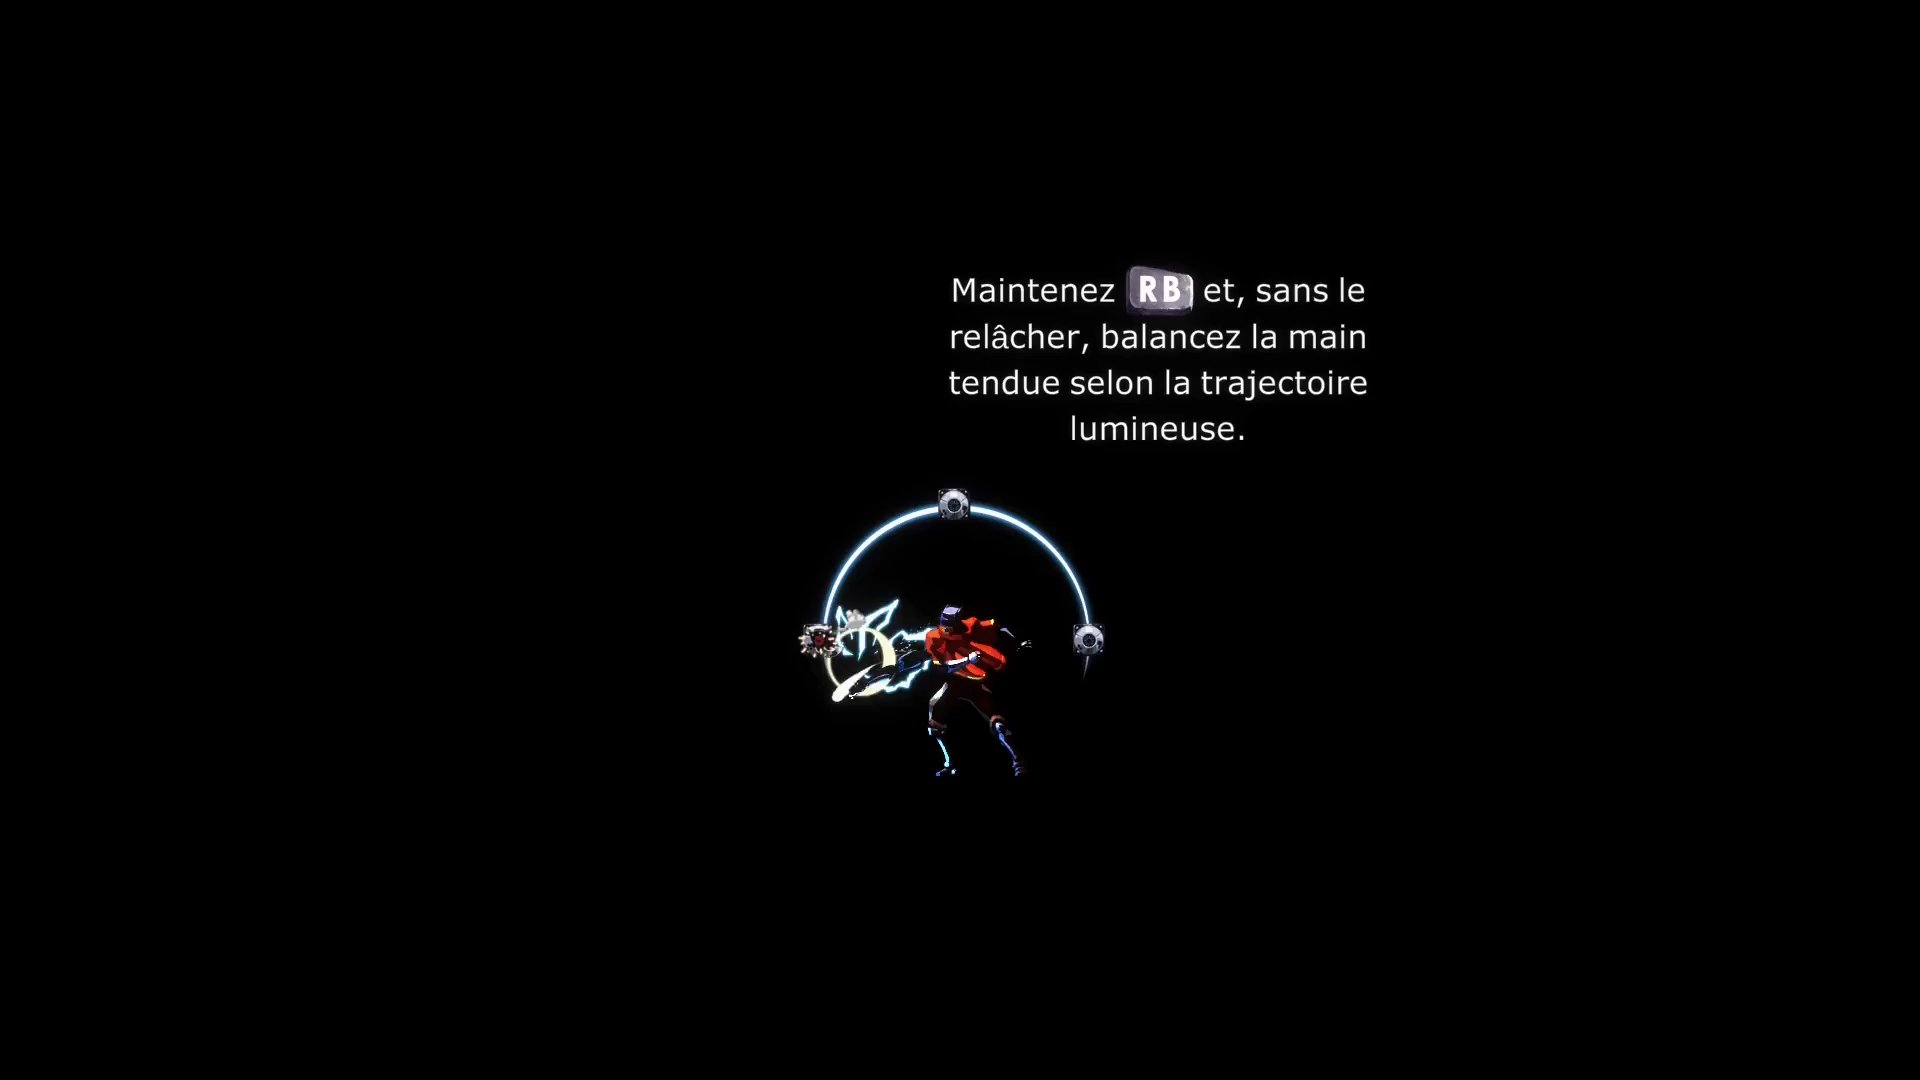 Maintenez RB et, sans le
relâcher, balancez la main
tendue selon la trajectoire
lumineuse.